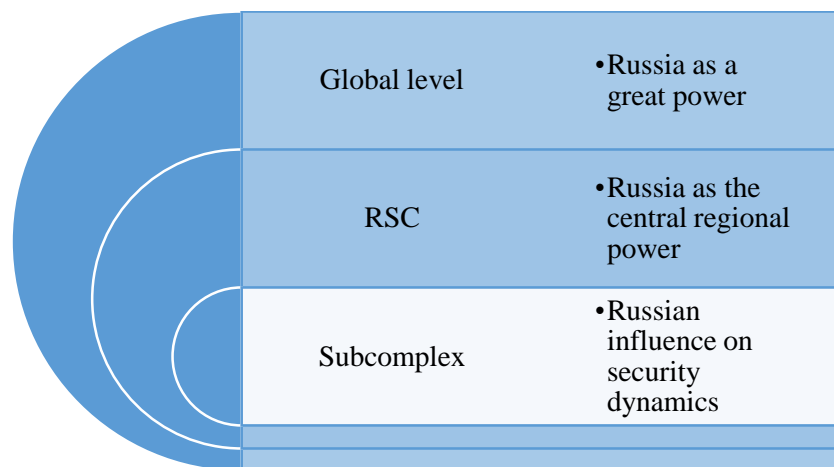 Global level
•Russia as a
great power
RSC
•Russia as the
central regional
power
Subcomplex
•Russian
influence on
security
dynamics